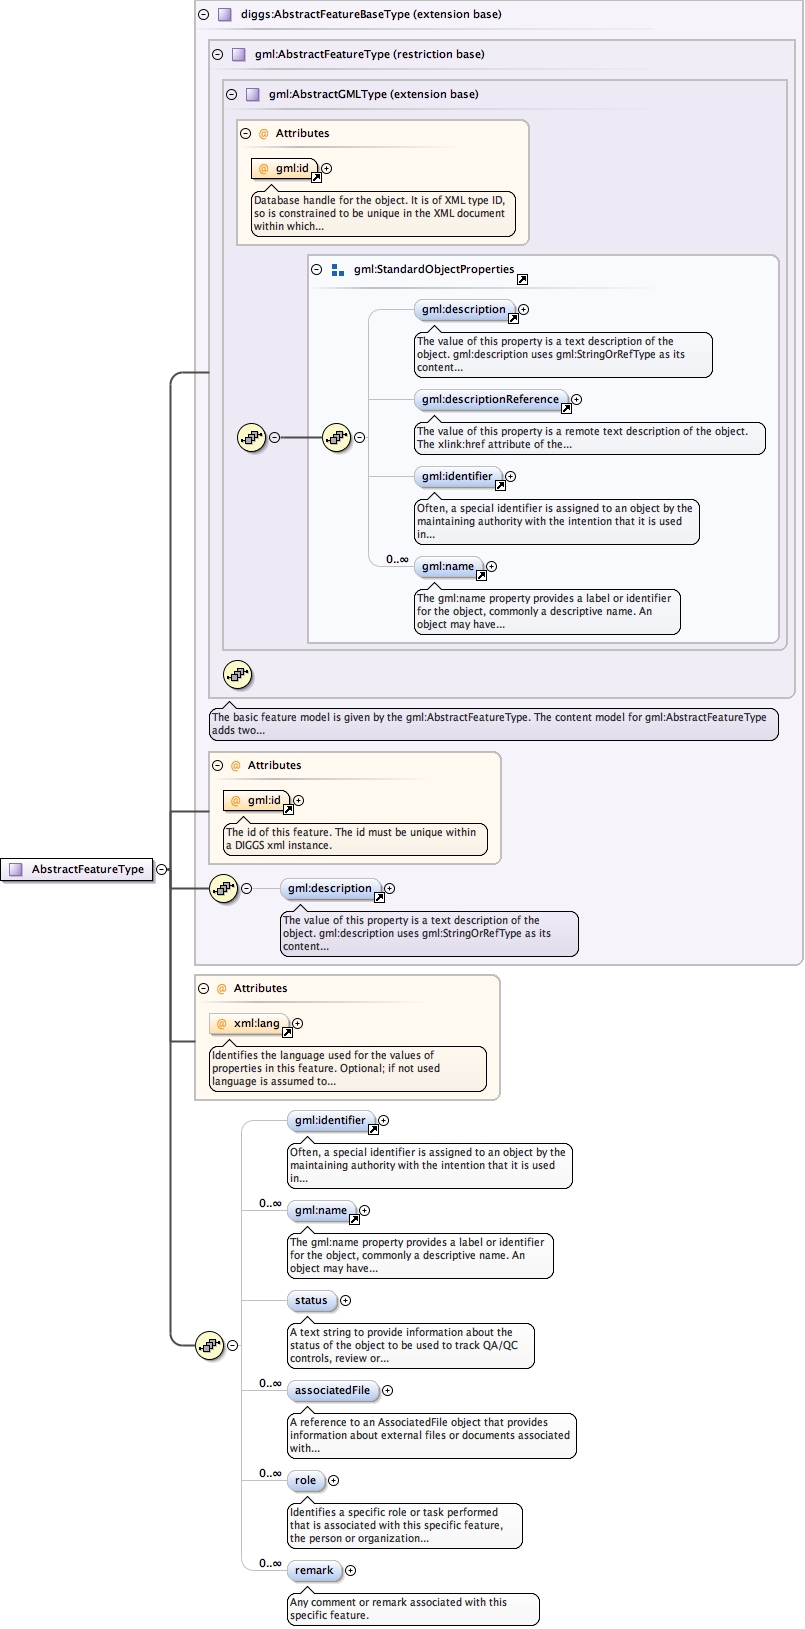 diggs:AbstractFeatureBaseType (extension base)
gml:AbstractFeatureType (restriction base)
gml:AbstractGMLType (extension base)
@ Attributes
@ gml:id
Database handle for the object. It is of XML type ID,
so is constrained to be unique in the XML document
within which...
gml:StandardObjectProperties
gml:description
The value of this property is a text description of the
object. gml:description uses gml:StringOrRefType as its
content...
gml:descriptionReference
The value of this property is a remote text description of the object.
The xlink:href attribute of the...
gml:identifier
Often, a special identifier is assigned to an object by the
maintaining authority with the intention that it is used
in...
0..∞
gml:name
The gml:name property provides a label or identifier
for the object, commonly a descriptive name. An
object may have...
The basic feature model is given by the gml:AbstractFeatureType. The content model for gml:AbstractFeatureType
adds two...
@ Attributes
@ gml:id
The id of this feature. The id must be unique within
a DIGGS xml instance.
AbstractFeatureType
gml:description
The value of this property is a text description of the
object. gml:description uses gml:StringOrRefType as its
content...
@ Attributes
@ xml:lang
Identifies the language used for the values of
properties in this feature. Optional; if not used
language is assumed to...
gml:identifier
Often, a special identifier is assigned to an object by the
maintaining authority with the intention that it is used
in...
0..∞
gml:name
The gml:name property provides a label or identifier
for the object, commonly a descriptive name. An
object may have...
status
A text string to provide information about the
status of the object to be used to track QA/QC
controls, review or...
0..∞
associatedFile
A reference to an AssociatedFile object that provides
information about external files or documents associated
with...
0..∞
role
Identifies a specific role or task performed
that is associated with this specific feature,
the person or organization...
0..∞
remark
Any comment or remark associated with this
specific feature.